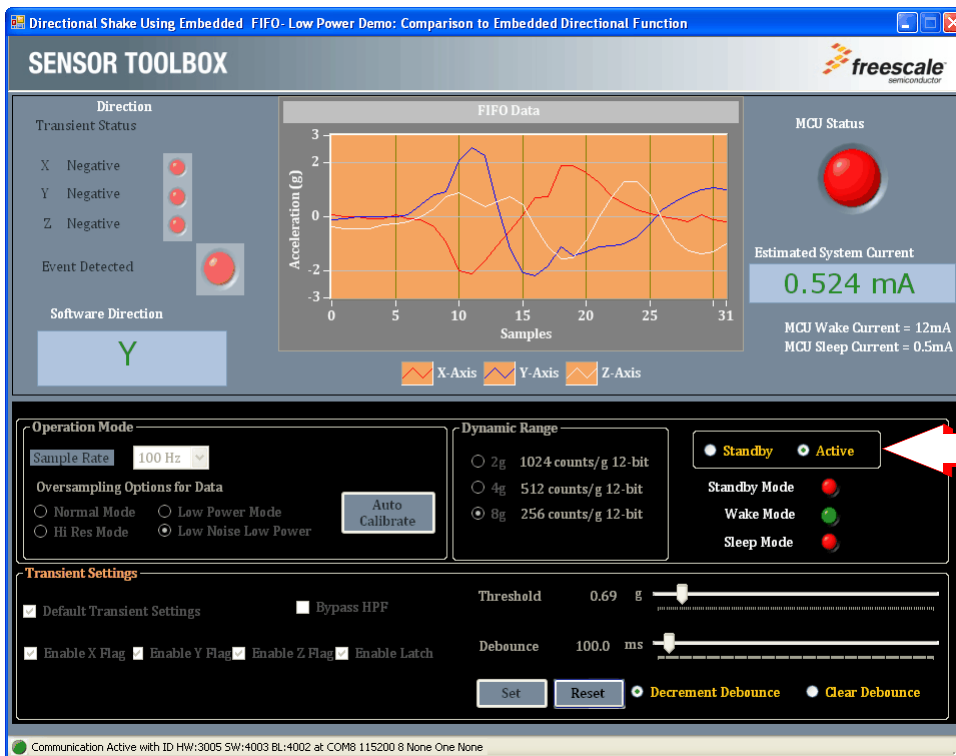 Directional Shake Using Embedded FIFO- Low Power Demo: Comparison to Embedded Directional Function
SENSOR TOOLBOX
freescale
semiconductor
Direction
Transient Status
X Negative
Y Negative
Z Negative
Event Detected
Software Direction
Y
FIFO Data
Acceleration (g)
3
2
0
-2
-3
0 5 10 15 20 25 31
Samples
X-Axis Y-Axis Z-Axis
MCU Status
Estimated System Current
0.524 mA
MCU Wake Current = 12mA
MCU Sleep Current = 0.5mA
Operation Mode
Sample Rate 100 Hz
Oversampling Options for Data
Normal Mode Low Power Mode
Hi Res Mode Low Noise Low Power
Auto
Calibrate
Dynamic Range
2g 1024 counts/g 12-bit
4g 512 counts/g 12-bit
8g 256 counts/g 12-bit
Standby Active
Standby Mode
Wake Mode
Sleep Mode
Transient Settings
Default Transient Settings Bypass HPF
Enable X Flag Enable Y Flag Enable Z Flag Enable Latch
Threshold 0.69 g
Debounce 100.0 ms
Set Reset Decrement Debounce Clear Debounce
Communication Active with ID HW:3005 SW:4003 BL:4002 at COM8 115200 8 None One None